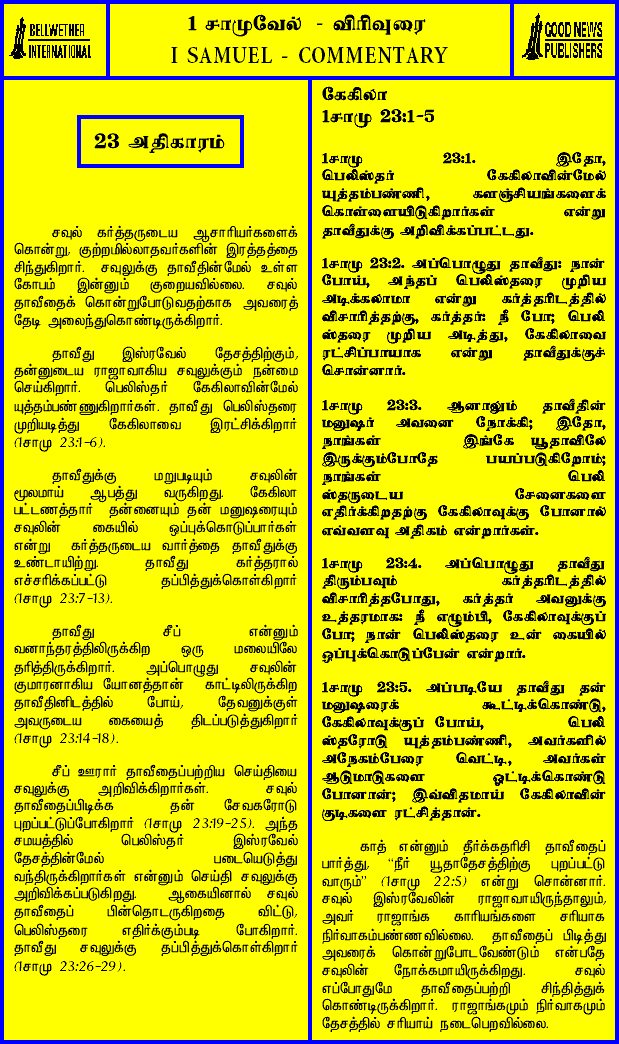 BELLWETHER
INTERNATIONAL
1 சாமுவேல் - விரிவுரை
I SAMUEL - COMMENTARY
GOOD NEWS
PUBLISHERS
23 அதிகாரம்
சவுல் கர்த்தருடைய ஆசாரியர்களைக்
கொன்று, குற்றமில்லாதவர்களின் இரத்தத்தை
சிந்துகிறார். சவுலுக்கு தாவீதின்மேல் உள்ள
கோபம் இன்னும் குறையவில்லை. சவுல்
தாவீதைக் கொன்றுபோடுவதற்காக அவரைத்
தேடி அலைந்துகொண்டிருக்கிறார்.
தாவீது இஸ்ரவேல் தேசத்திற்கும்,
தன்னுடைய ராஜாவாகிய சவுலுக்கும் நன்மை
செய்கிறார். பெலிஸ்தர் கேகிலாவின்மேல்
யுத்தம்பண்ணுகிறார்கள். தாவீது பெலிஸ்தரை
முறியடித்து கேகிலாவை இரட்சிக்கிறார்
(1சாமு 23:1-6).
தாவீதுக்கு மறுபடியும் சவுலின்
மூலமாய் ஆபத்து வருகிறது. கேகிலா
பட்டணத்தார் தன்னையும் தன் மனுஷரையும்
சவுலின் கையில் ஒப்புக்கொடுப்பார்கள்
என்று கர்த்தருடைய வார்த்தை தாவீதுக்கு
உண்டாயிற்று. தாவீது கர்த்தரால்
எச்சரிக்கப்பட்டு தப்பித்துக்கொள்கிறார்
(1சாமு 23:7-13).
தாவீது சீப் என்னும்
வனாந்தரத்திலிருக்கிற ஒரு மலையிலே
தரித்திருக்கிறார். அப்பொழுது சவுலின்
குமாரனாகிய யோனத்தான் காட்டிலிருக்கிற
தாவீதினிடத்தில் போய், தேவனுக்குள்
அவருடைய கையைத் திடப்படுத்துகிறார்
(1சாமு 23:14-18).
சீப் ஊரார் தாவீதைப்பற்றிய செய்தியை
சவுலுக்கு அறிவிக்கிறார்கள். சவுல்
தாவீதைப்பிடிக்க தன் சேவகரோடு
புறப்பட்டுப்போகிறார் (1சாமு 23:19-25). அந்த
சமயத்தில் பெலிஸ்தர் இஸ்ரவேல்
தேசத்தின்மேல் படையெடுத்து
வந்திருக்கிறார்கள் என்னும் செய்தி சவுலுக்கு
அறிவிக்கப்படுகிறது. ஆகையினால் சவுல்
தாவீதைப் பின்தொடருகிறதை விட்டு,
பெலிஸ்தரை எதிர்க்கும்படி போகிறார்.
தாவீது சவுலுக்கு தப்பித்துக்கொள்கிறார்
(1சாமு 23:26-29).
கேகிலா
1சாமு 23:1-5
1சாமு 23:1. இதோ,
பெலிஸ்தர் கேகிலாவின்மேல்
யுத்தம்பண்ணி, களஞ்சியங்களைக்
கொள்ளையிடுகிறார்கள் என்று
தாவீதுக்கு அறிவிக்கப்பட்டது.
1சாமு 23:2. அப்பொழுது தாவீது: நான்
போய், அந்தப் பெலிஸ்தரை முறிய
அடிக்கலாமா என்று கர்த்தரிடத்தில்
விசாரித்ததற்கு, கர்த்தர்: நீ போ; பெலி
ஸ்தரை முறிய அடித்து, கேகிலாவை
ரட்சிப்பாயாக என்று தாவீதுக்குச்
சொன்னார்.
1சாமு 23:3. ஆனாலும் தாவீதின்
மனுஷர் அவனை நோக்கி; இதோ,
நாங்கள் இங்கே யூதாவிலே
இருக்கும்போதே பயப்படுகிறோம்;
நாங்கள் பெலி
ஸ்தருடைய சேனைகளை
எதிர்க்கிறதற்கு கேகிலாவுக்கு போனால்
எவ்வளவு அதிகம் என்றார்கள்.
1சாமு 23:4. அப்பொழுது தாவீது
திரும்பவும் கர்த்தரிடத்தில்
விசாரித்தபோது, கர்த்தர் அவனுக்கு
உத்தரமாக: நீ எழும்பி, கேகிலாவுக்குப்
போ; நான் பெலிஸ்தரை உன் கையில்
ஒப்புக்கொடுப்பேன் என்றார்.
1சாமு 23:5. அப்படியே தாவீது தன்
மனுஷரைக் கூட்டிக்கொண்டு,
கேகிலாவுக்குப் போய், பெலி
ஸ்தரோடு யுத்தம்பண்ணி, அவர்களில்
அநேகம்பேரை வெட்டி, அவர்கள்
ஆடுமாடுகளை ஓட்டிக்கொண்டு
போனான்; இவ்விதமாய் கேகிலாவின்
குடிகளை ரட்சித்தான்.
காத் என்னும் தீர்க்கதரிசி தாவீதைப்
பார்த்து, "நீர் யூதாதேசத்திற்கு புறப்பட்டு
வாரும்" (1சாமு 22:5) என்று சொன்னார்.
சவுல் இஸ்ரவேலின் ராஜாவாயிருந்தாலும்,
அவர் ராஜாங்க காரியங்களை சரியாக
நிர்வாகம்பண்ணவில்லை. தாவீதைப் பிடித்து
அவரைக் கொன்றுபோடவேண்டும் என்பதே
சவுலின் நோக்கமாயிருக்கிறது. சவுல்
எப்போதுமே தாவீதைப்பற்றி சிந்தித்துக்
கொண்டிருக்கிறார். ராஜாங்கமும் நிர்வாகமும்
தேசத்தில் சரியாய் நடைபெறவில்லை.